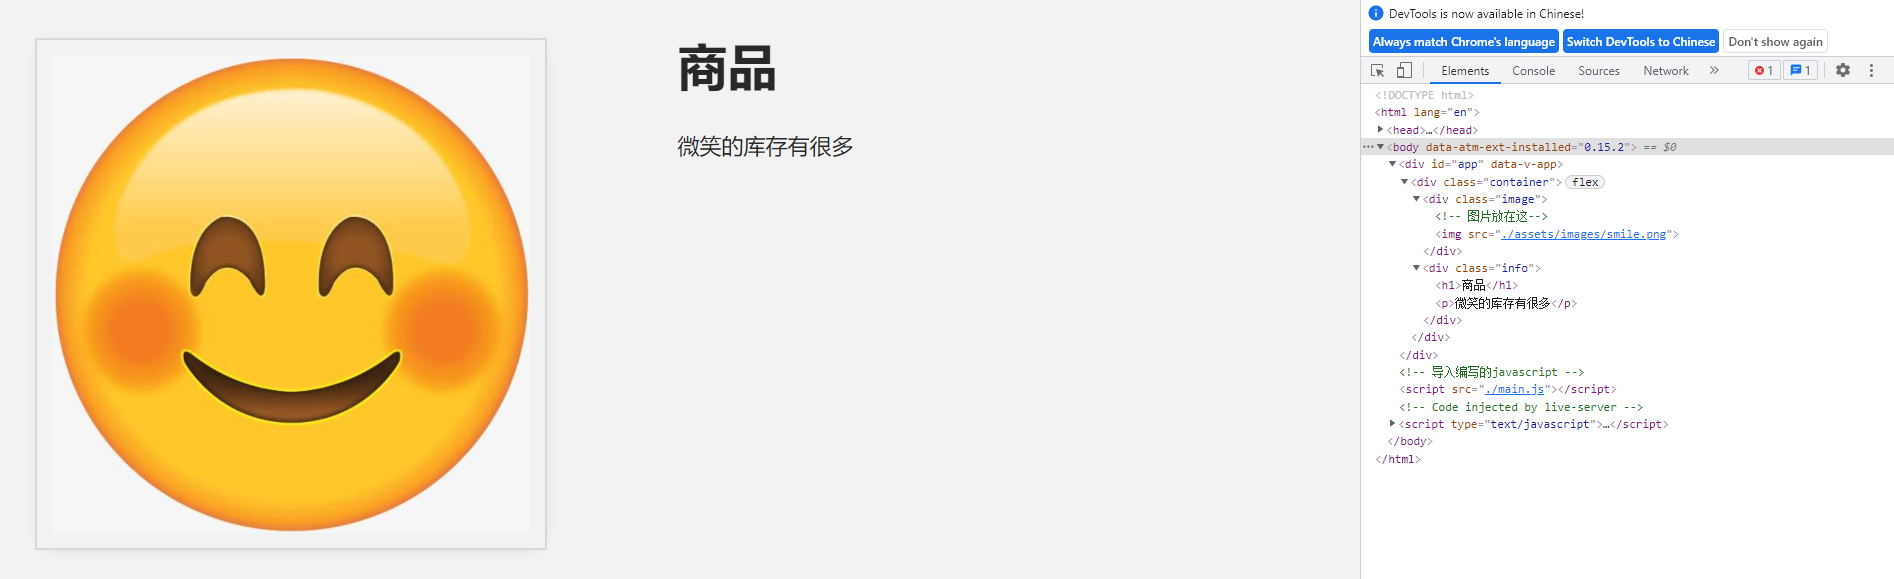 商品
微笑的库存有很多
DevTools is now available in Chinese!
Always match Chrome's language Switch DevTools to Chinese Don't show again
Elements Console Sources Network » 1 1
<!DOCTYPE html>
<html lang="en">
<head>…</head>
<body data-atm-ext-installed="0.15.2"> == $0
<div id="app" data-v-app>
<div class="container"> flex
<div class="image">
<!-- 图片放在这-->
<img src="./assets/images/smile.png">
</div>
<div class="info">
<h1>商品</h1>
<p>微笑的库存有很多</p>
</div>
</div>
</div>
<!-- 导入编写的javascript -->
<script src="./main.js"></script>
<!-- Code injected by live-server -->
<script type="text/javascript">…</script>
</body>
</html>